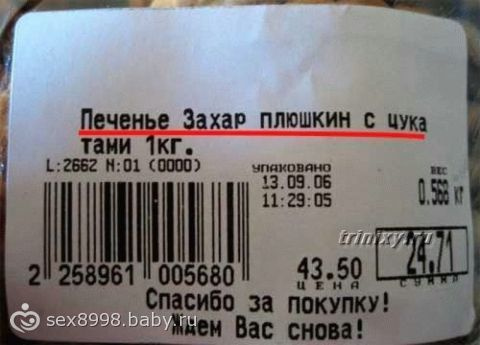 Печенье Захар плюшкин с цука
тами 1кг.
L:2662 N:01 (0000)
УПАКОВАНО
13.09.06
11:29:05
ВЕС
0.568 кг
trinixy.ru
2 258961 005680
43.50
ЦЕНА
24.71
СУММА
Спасибо за покупку!
Ждем Вас снова!
sex8998.baby.ru